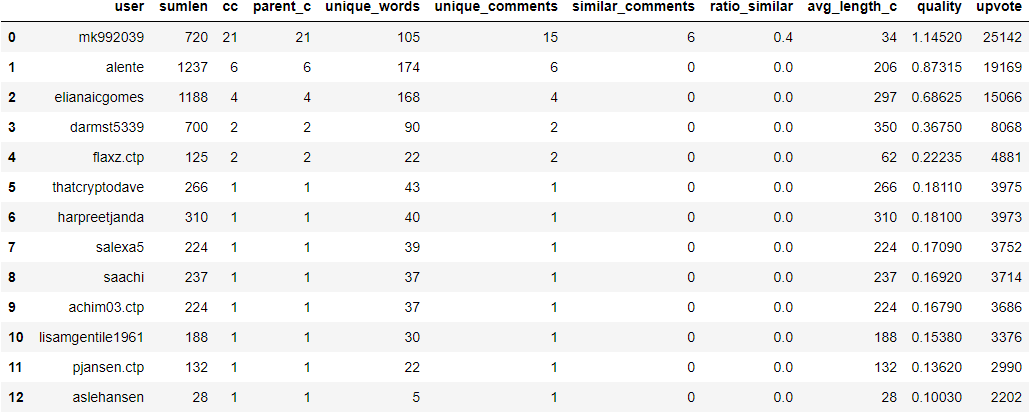 user sumlen cc parent_c unique_words unique_comments similar_comments ratio_similar avg_length_c quality upvote
0 mk992039 720 21 21 105 15 6 0.4 34 1.14520 25142
1 alente 1237 6 6 174 6 0 0.0 206 0.87315 19169
2 elianaicgomes 1188 4 4 168 4 0 0.0 297 0.68625 15066
3 darmst5339 700 2 2 90 2 0 0.0 350 0.36750 8068
4 flaxz.ctp 125 2 2 22 2 0 0.0 62 0.22235 4881
5 thatcryptodave 266 1 1 43 1 0 0.0 266 0.18110 3975
6 harpreetjanda 310 1 1 40 1 0 0.0 310 0.18100 3973
7 salexa5 224 1 1 39 1 0 0.0 224 0.17090 3752
8 saachi 237 1 1 37 1 0 0.0 237 0.16920 3714
9 achim03.ctp 224 1 1 37 1 0 0.0 224 0.16790 3686
10 lisamgentile1961 188 1 1 30 1 0 0.0 188 0.15380 3376
11 pjansen.ctp 132 1 1 22 1 0 0.0 132 0.13620 2990
12 aslehansen 28 1 1 5 1 0 0.0 28 0.10030 2202